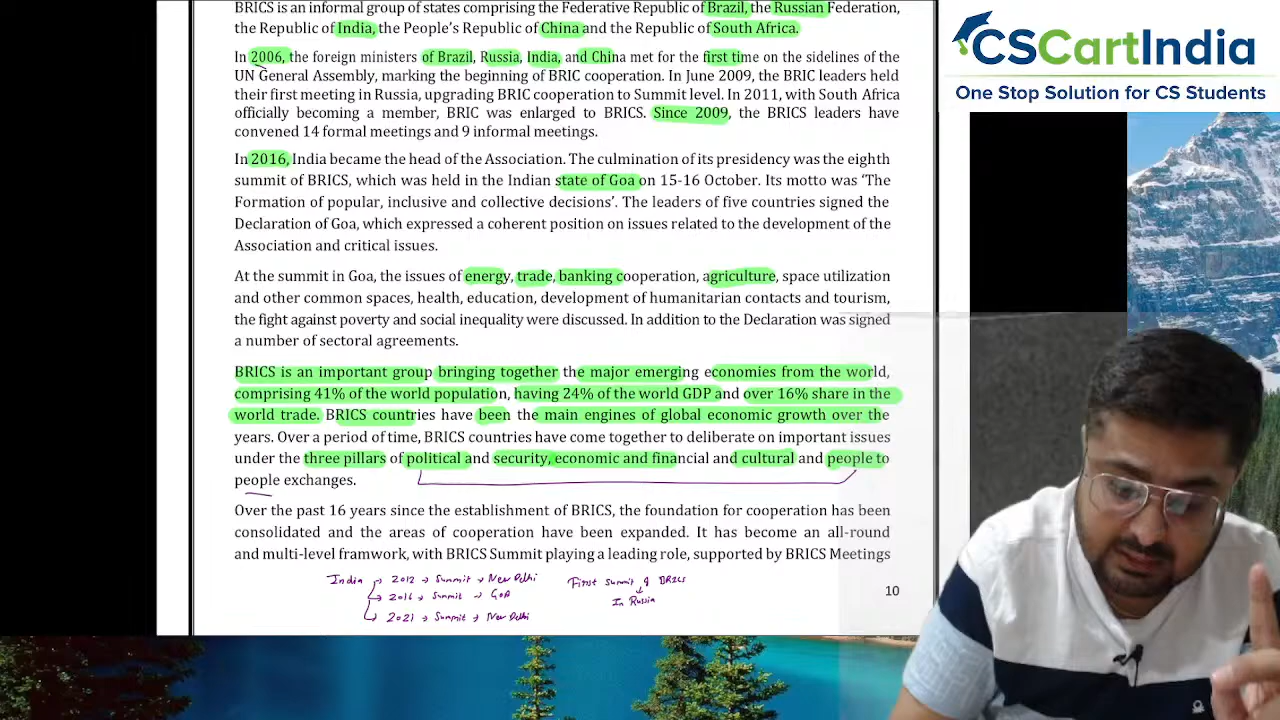 BRICS is an informal group of states comprising the Federative Republic of Brazil, the Russian Federation,
the Republic of India, the People's Republic of China and the Republic of South Africa.
In 2006, the foreign ministers of Brazil, Russia, India, and China met for the first time on the sidelines of the
UN General Assembly, marking the beginning of BRIC cooperation. In June 2009, the BRIC leaders held
their first meeting in Russia, upgrading BRIC cooperation to Summit level. In 2011, with South Africa
officially becoming a member, BRIC was enlarged to BRICS. Since 2009, the BRICS leaders have
convened 14 formal meetings and 9 informal meetings.
In 2016, India became the head of the Association. The culmination of its presidency was the eighth
summit of BRICS, which was held in the Indian state of Goa on 15-16 October. Its motto was 'The
Formation of popular, inclusive and collective decisions'. The leaders of five countries signed the
Declaration of Goa, which expressed a coherent position on issues related to the development of the
Association and critical issues.
At the summit in Goa, the issues of energy, trade, banking cooperation, agriculture, space utilization
and other common spaces, health, education, development of humanitarian contacts and tourism,
the fight against poverty and social inequality were discussed. In addition to the Declaration was signed
a number of sectoral agreements.
BRICS is an important group bringing together the major emerging economies from the world,
comprising 41% of the world population, having 24% of the world GDP and over 16% share in the
world trade. BRICS countries have been the main engines of global economic growth over the
years. Over a period of time, BRICS countries have come together to deliberate on important issues
under the three pillars of political and security, economic and financial and cultural and people to
people exchanges.
Over the past 16 years since the establishment of BRICS, the foundation for cooperation has been
consolidated and the areas of cooperation have been expanded. It has become an all-round
and multi-level framwork, with BRICS Summit playing a leading role, supported by BRICS Meetings
India → 2012 → Summit → New Delhi
→ 2016 → Summit → GOA
→ 2021 → Summit → New Delhi
First Summit of BRICS
↓
In Russia
10
CSCartIndia
One Stop Solution for CS Students